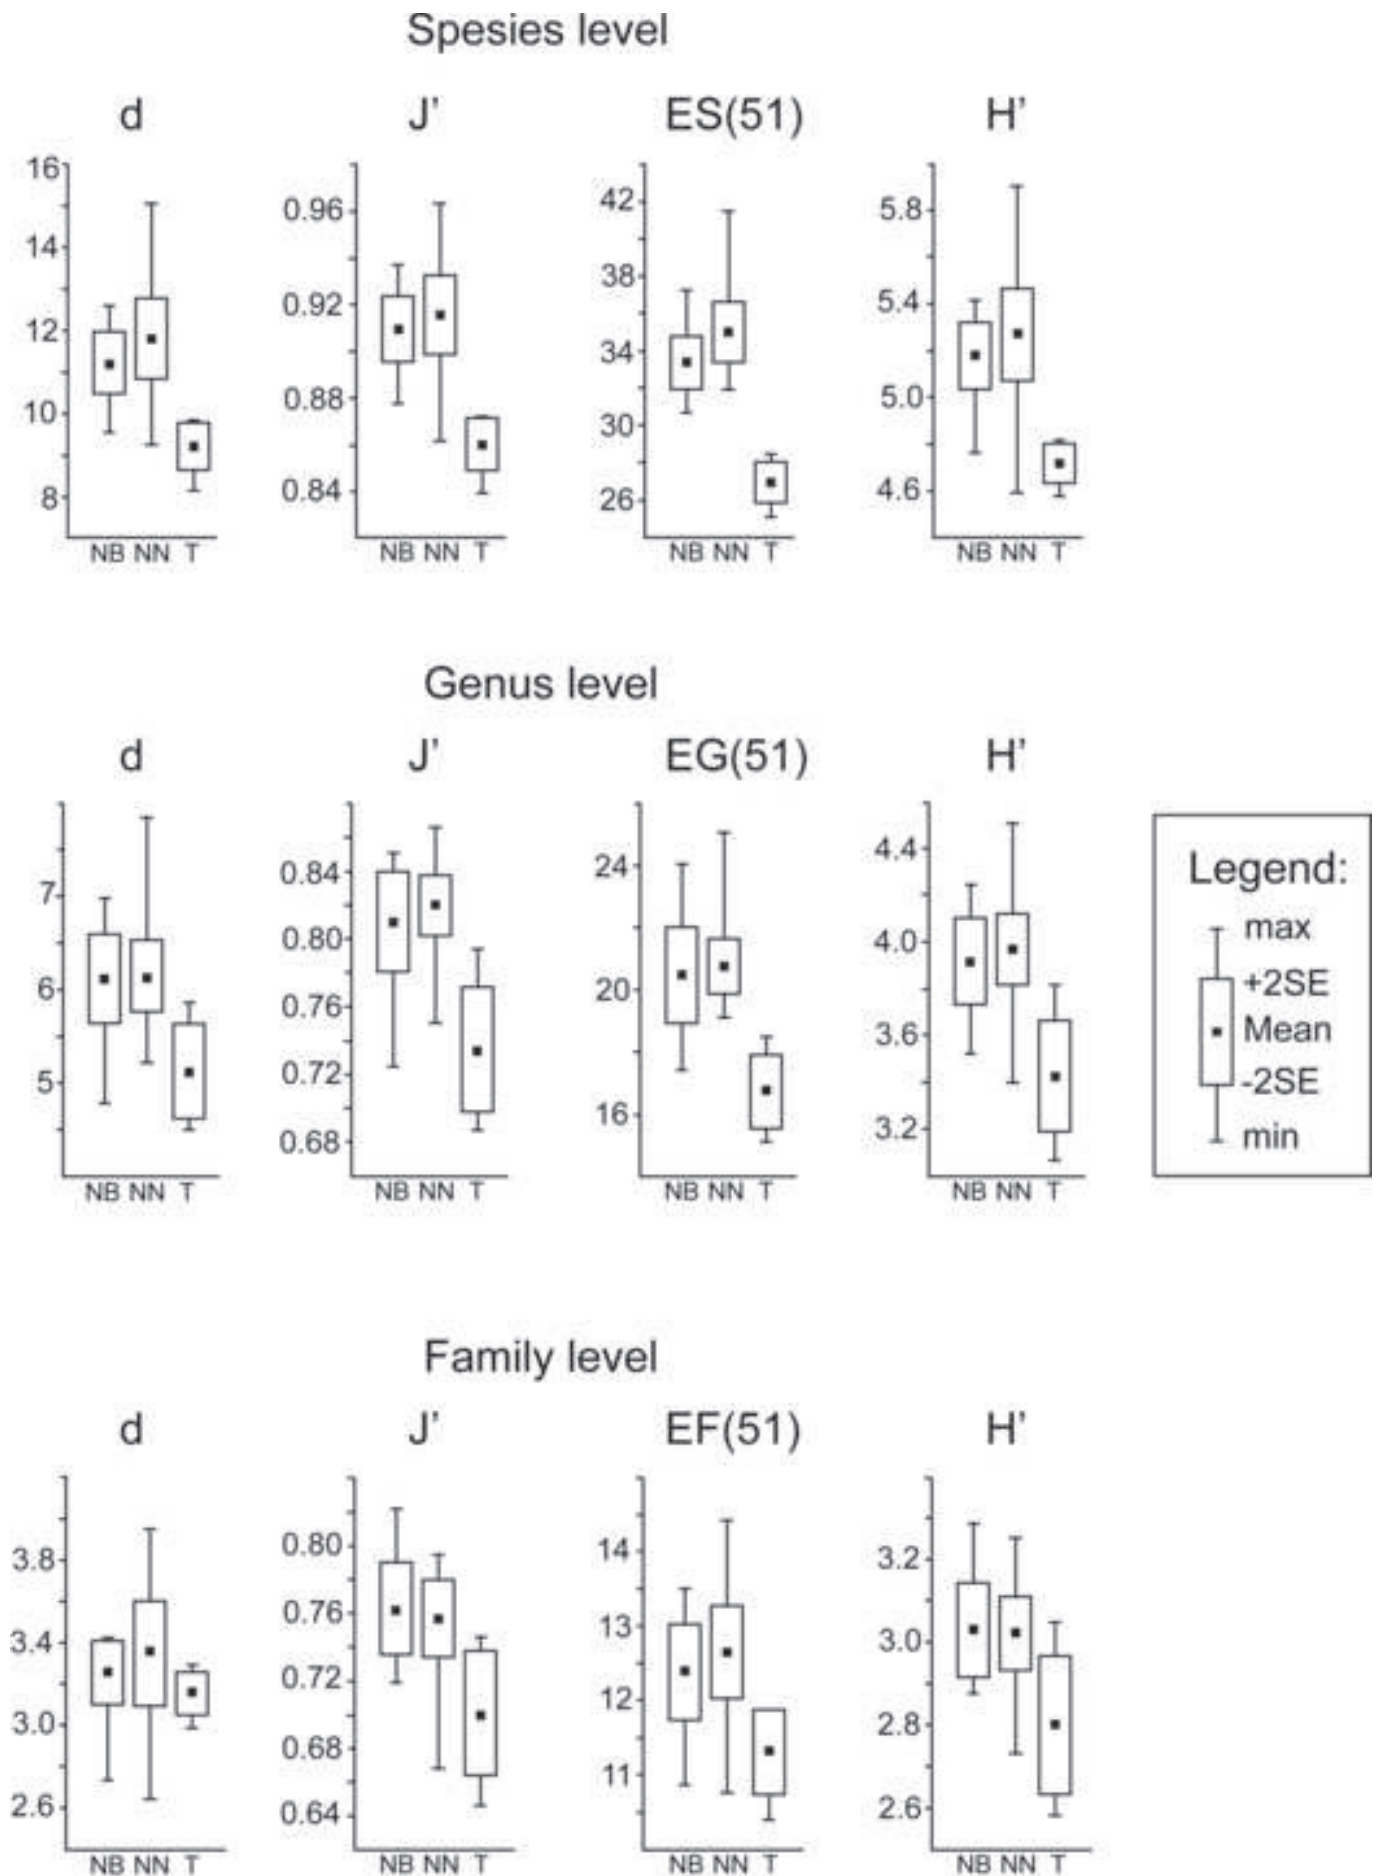 Spesies level
d J' ES(51) H'
16 14 12 10 8
0.96 0.92 0.88 0.84
42 38 34 30 26
5.8 5.4 5.0 4.6
NB NN T NB NN T NB NN T NB NN T
Genus level
d J' EG(51) H'
7 6 5
0.84 0.80 0.76 0.72 0.68
24 20 16
4.4 4.0 3.6 3.2
NB NN T NB NN T NB NN T NB NN T
Legend:
max
+2SE
Mean
-2SE
min
Family level
d J' EF(51) H'
3.8 3.4 3.0 2.6
0.80 0.76 0.72 0.68 0.64
14 13 12 11
3.2 3.0 2.8 2.6
NB NN T NB NN T NB NN T NB NN T